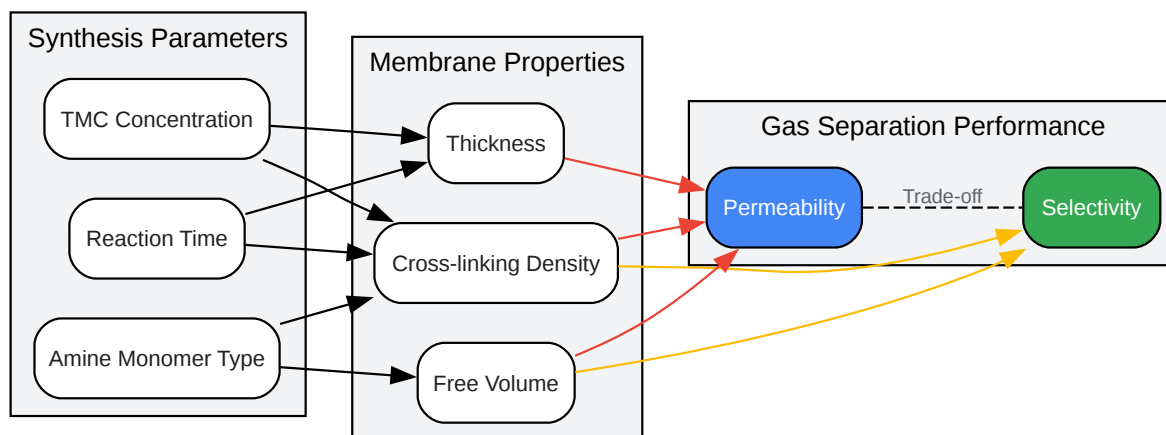 Synthesis Parameters
TMC Concentration
Reaction Time
Amine Monomer Type
Membrane Properties
Thickness
Cross-linking Density
Free Volume
Gas Separation Performance
Permeability
Trade-off
Selectivity